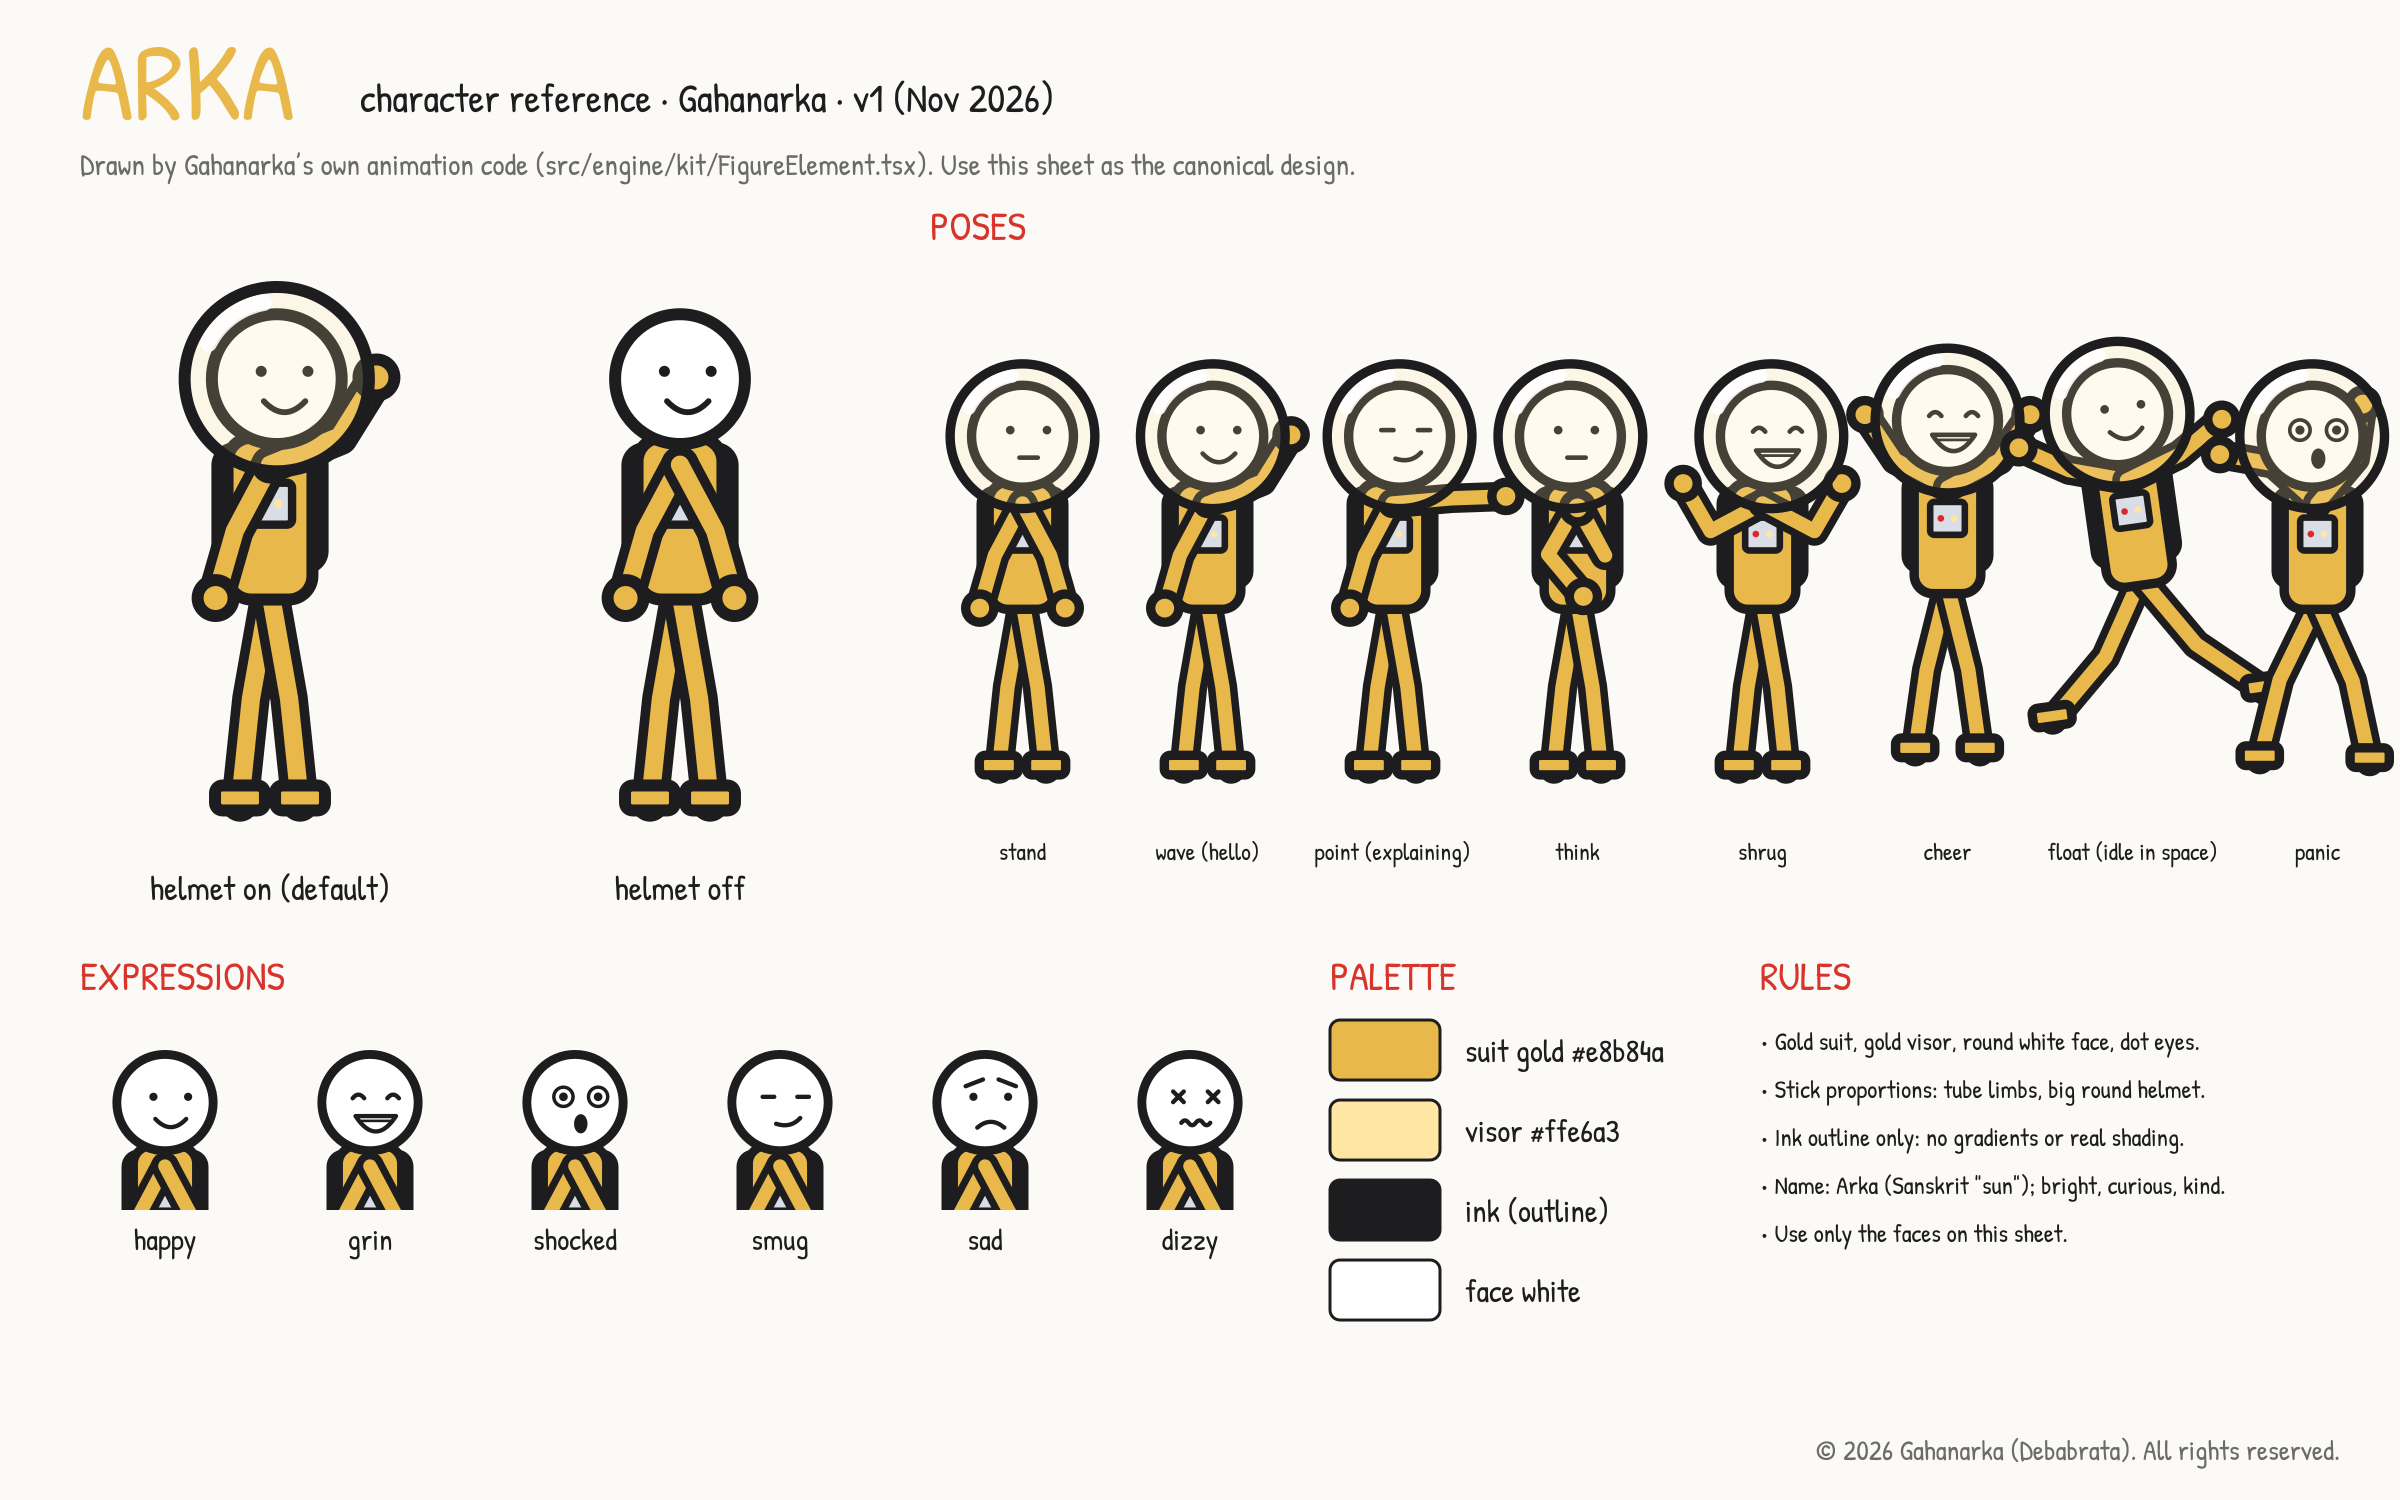 ARKA
character reference · Gahanarka · v1 (Nov 2026)
Drawn by Gahanarka's own animation code (src/engine/kit/FigureElement.tsx). Use this sheet as the canonical design.
POSES
helmet on (default)
helmet off
stand
wave (hello)
point (explaining)
think
shrug
cheer
float (idle in space)
panic
EXPRESSIONS
happy
grin
shocked
smug
sad
dizzy
PALETTE
suit gold #e8b84a
visor #ffe6a3
ink (outline)
face white
RULES
· Gold suit, gold visor, round white face, dot eyes.
· Stick proportions: tube limbs, big round helmet.
· Ink outline only: no gradients or real shading.
· Name: Arka (Sanskrit "sun"); bright, curious, kind.
· Use only the faces on this sheet.
© 2026 Gahanarka (Debabrata). All rights reserved.